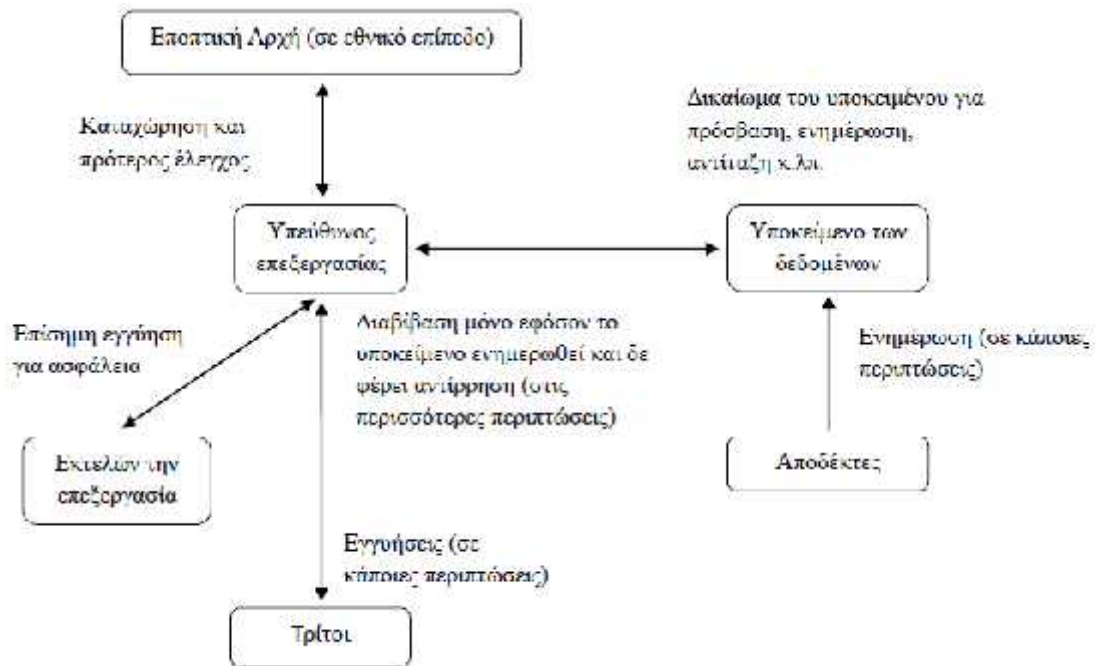 Εποπτική Αρχή (σε εθνικό επίπεδο)
Καταχώρηση και
πρότερος έλεγχος
Δικαίωμα του υποκειμένου για
πρόσβαση, ενημέρωση,
αντίταξη κ.λπ.
Υπεύθυνος
επεξεργασίας
Υποκείμενο των
δεδομένων
Επίσημη εγγύηση
για ασφάλεια
Διαβίβαση μόνο εφόσον το
υποκείμενο ενημερωθεί και δε
φέρει αντίρρηση (στις
περισσότερες περιπτώσεις)
Ενημέρωση (σε κάποιες
περιπτώσεις)
Εκτελών την
επεξεργασία
Αποδέκτες
Εγγυήσεις (σε
κάποιες περιπτώσεις)
Τρίτοι